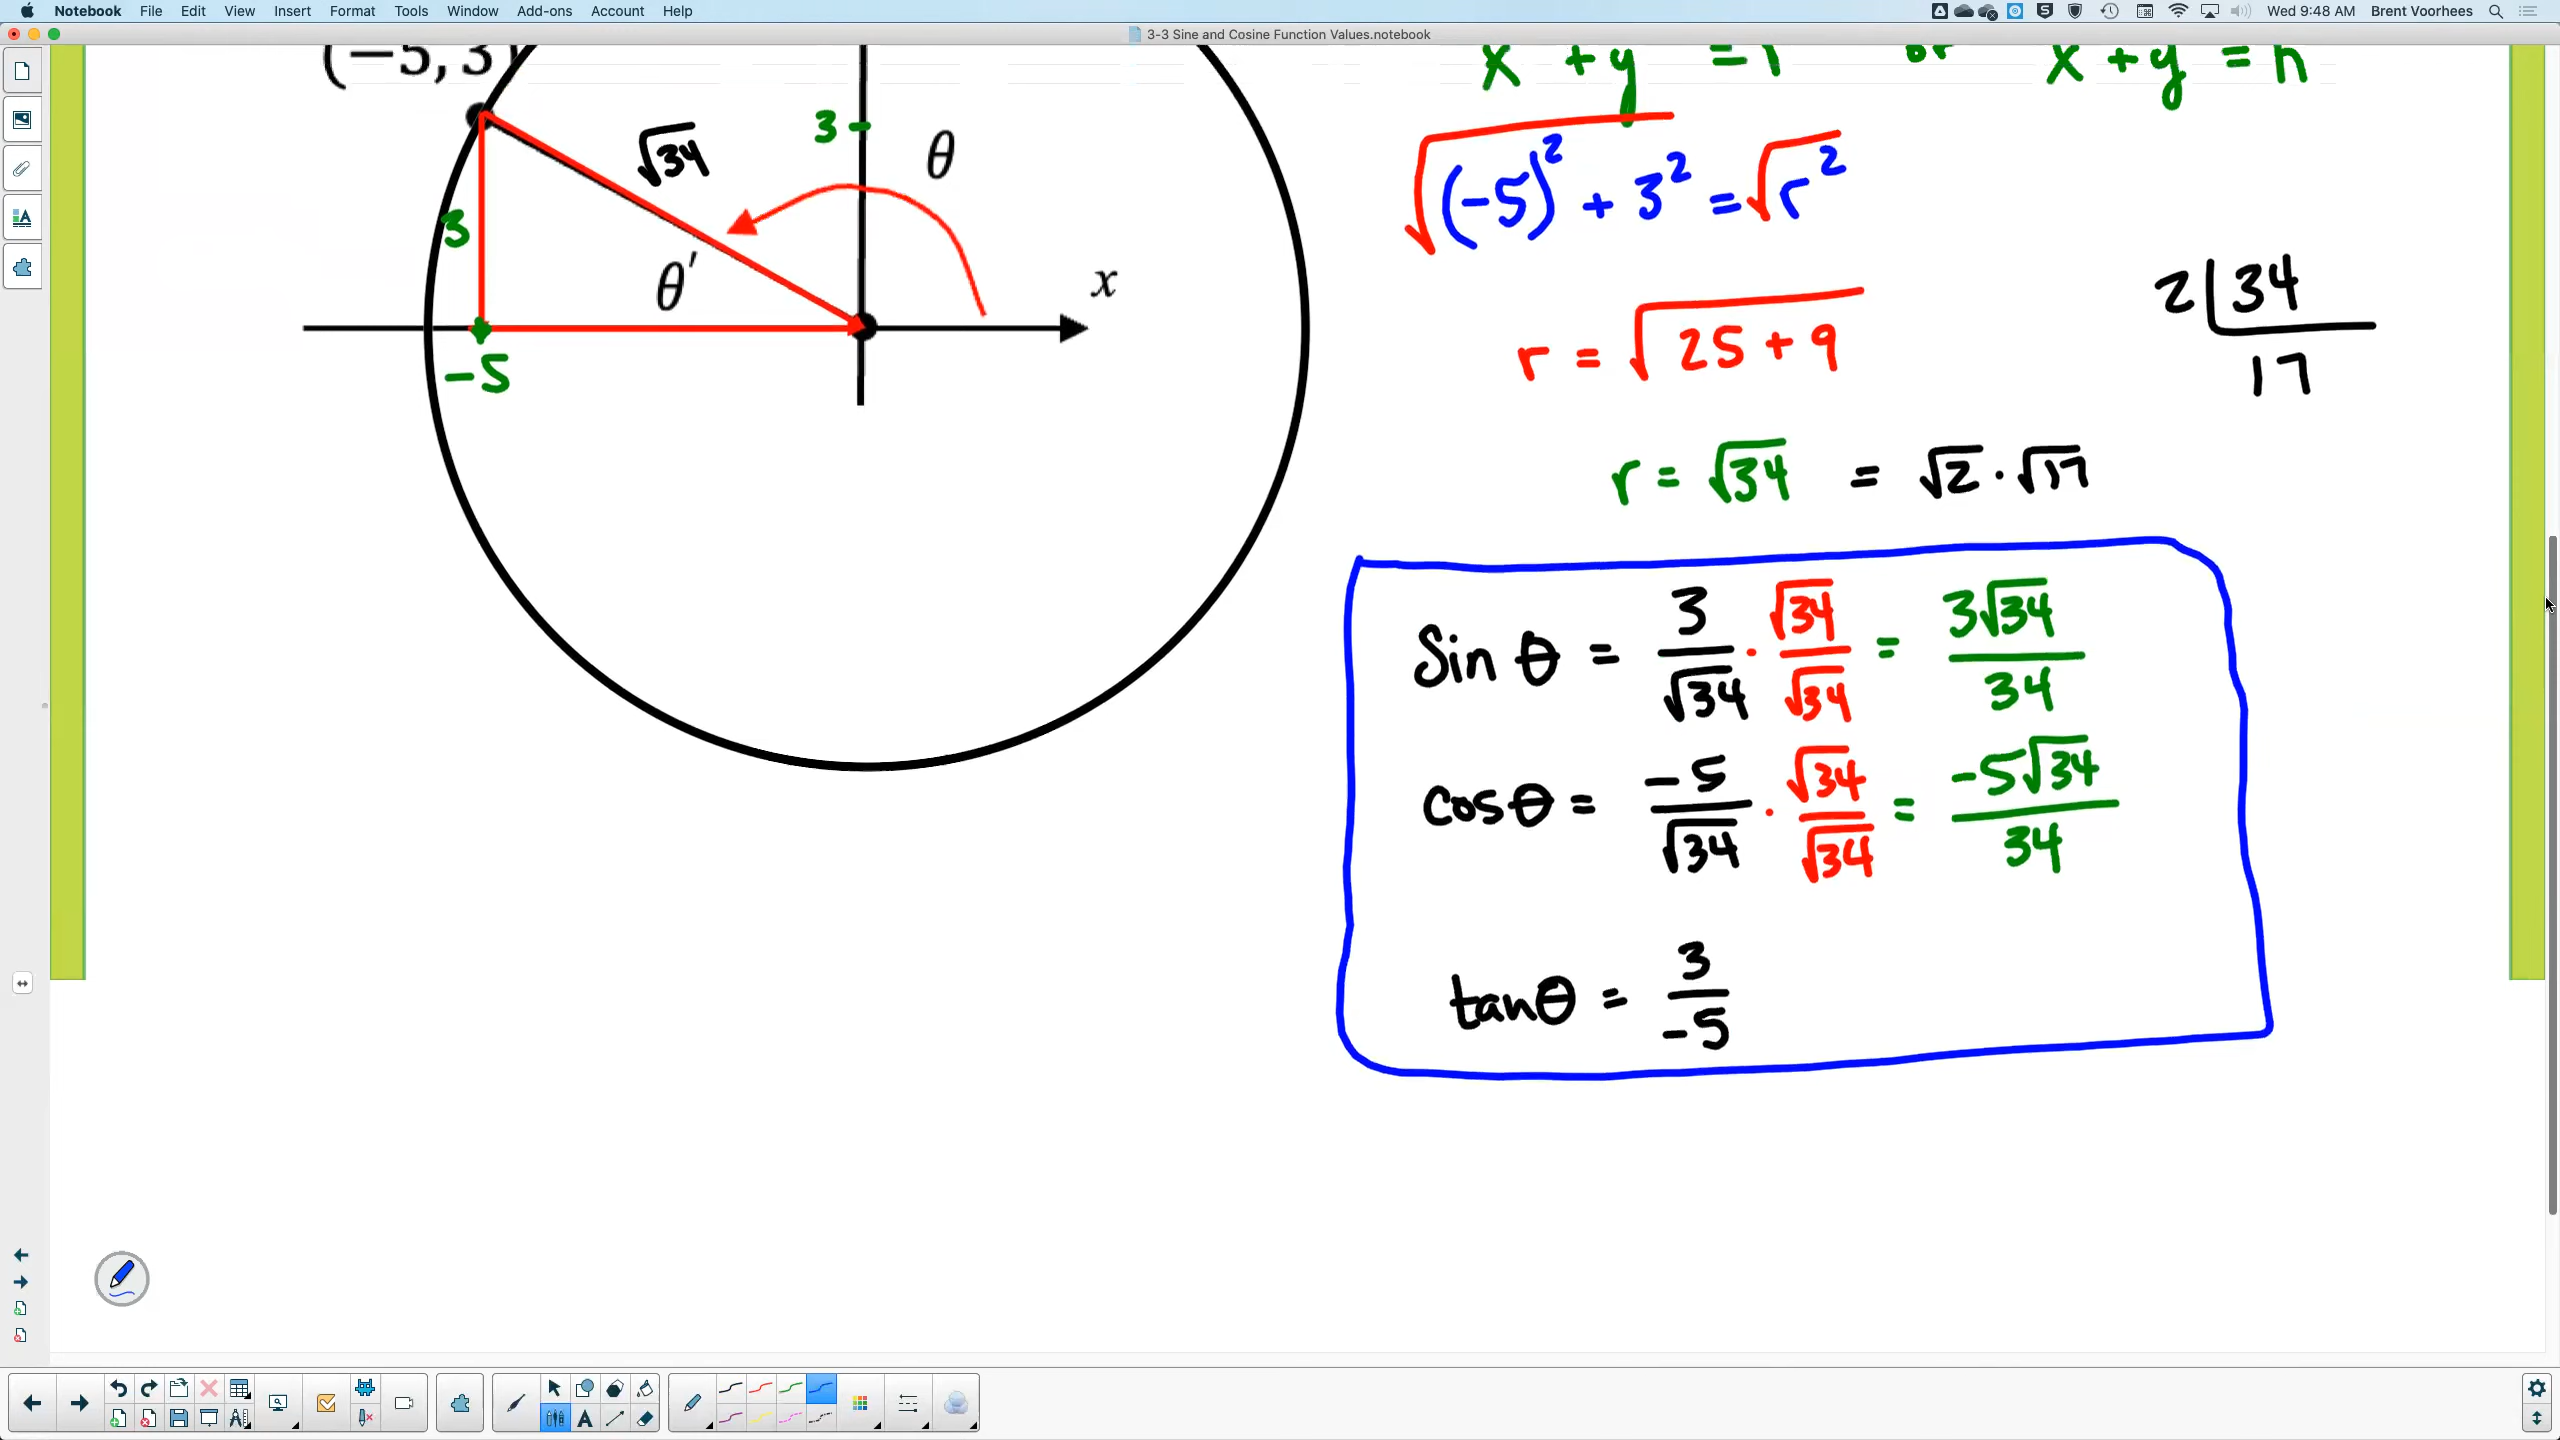 Notebook File Edit View Insert Format Tools Window Add-ons Account Help Wed 9:48 AM Brent Voorhees
3-3 Sine and Cosine Function Values.notebook
(−5, 3)
√34
3
θ
3
θ′
x
-5
x + y = r or x + y = h
√(-5)² + 3² = √r²
2 | 34
17
r = √25 + 9
r = √34 = √2 · √17
Sin θ = 3/√34 · √34/√34 = 3√34/34
cos θ = -5/√34 · √34/√34 = -5√34/34
tan θ = 3/-5